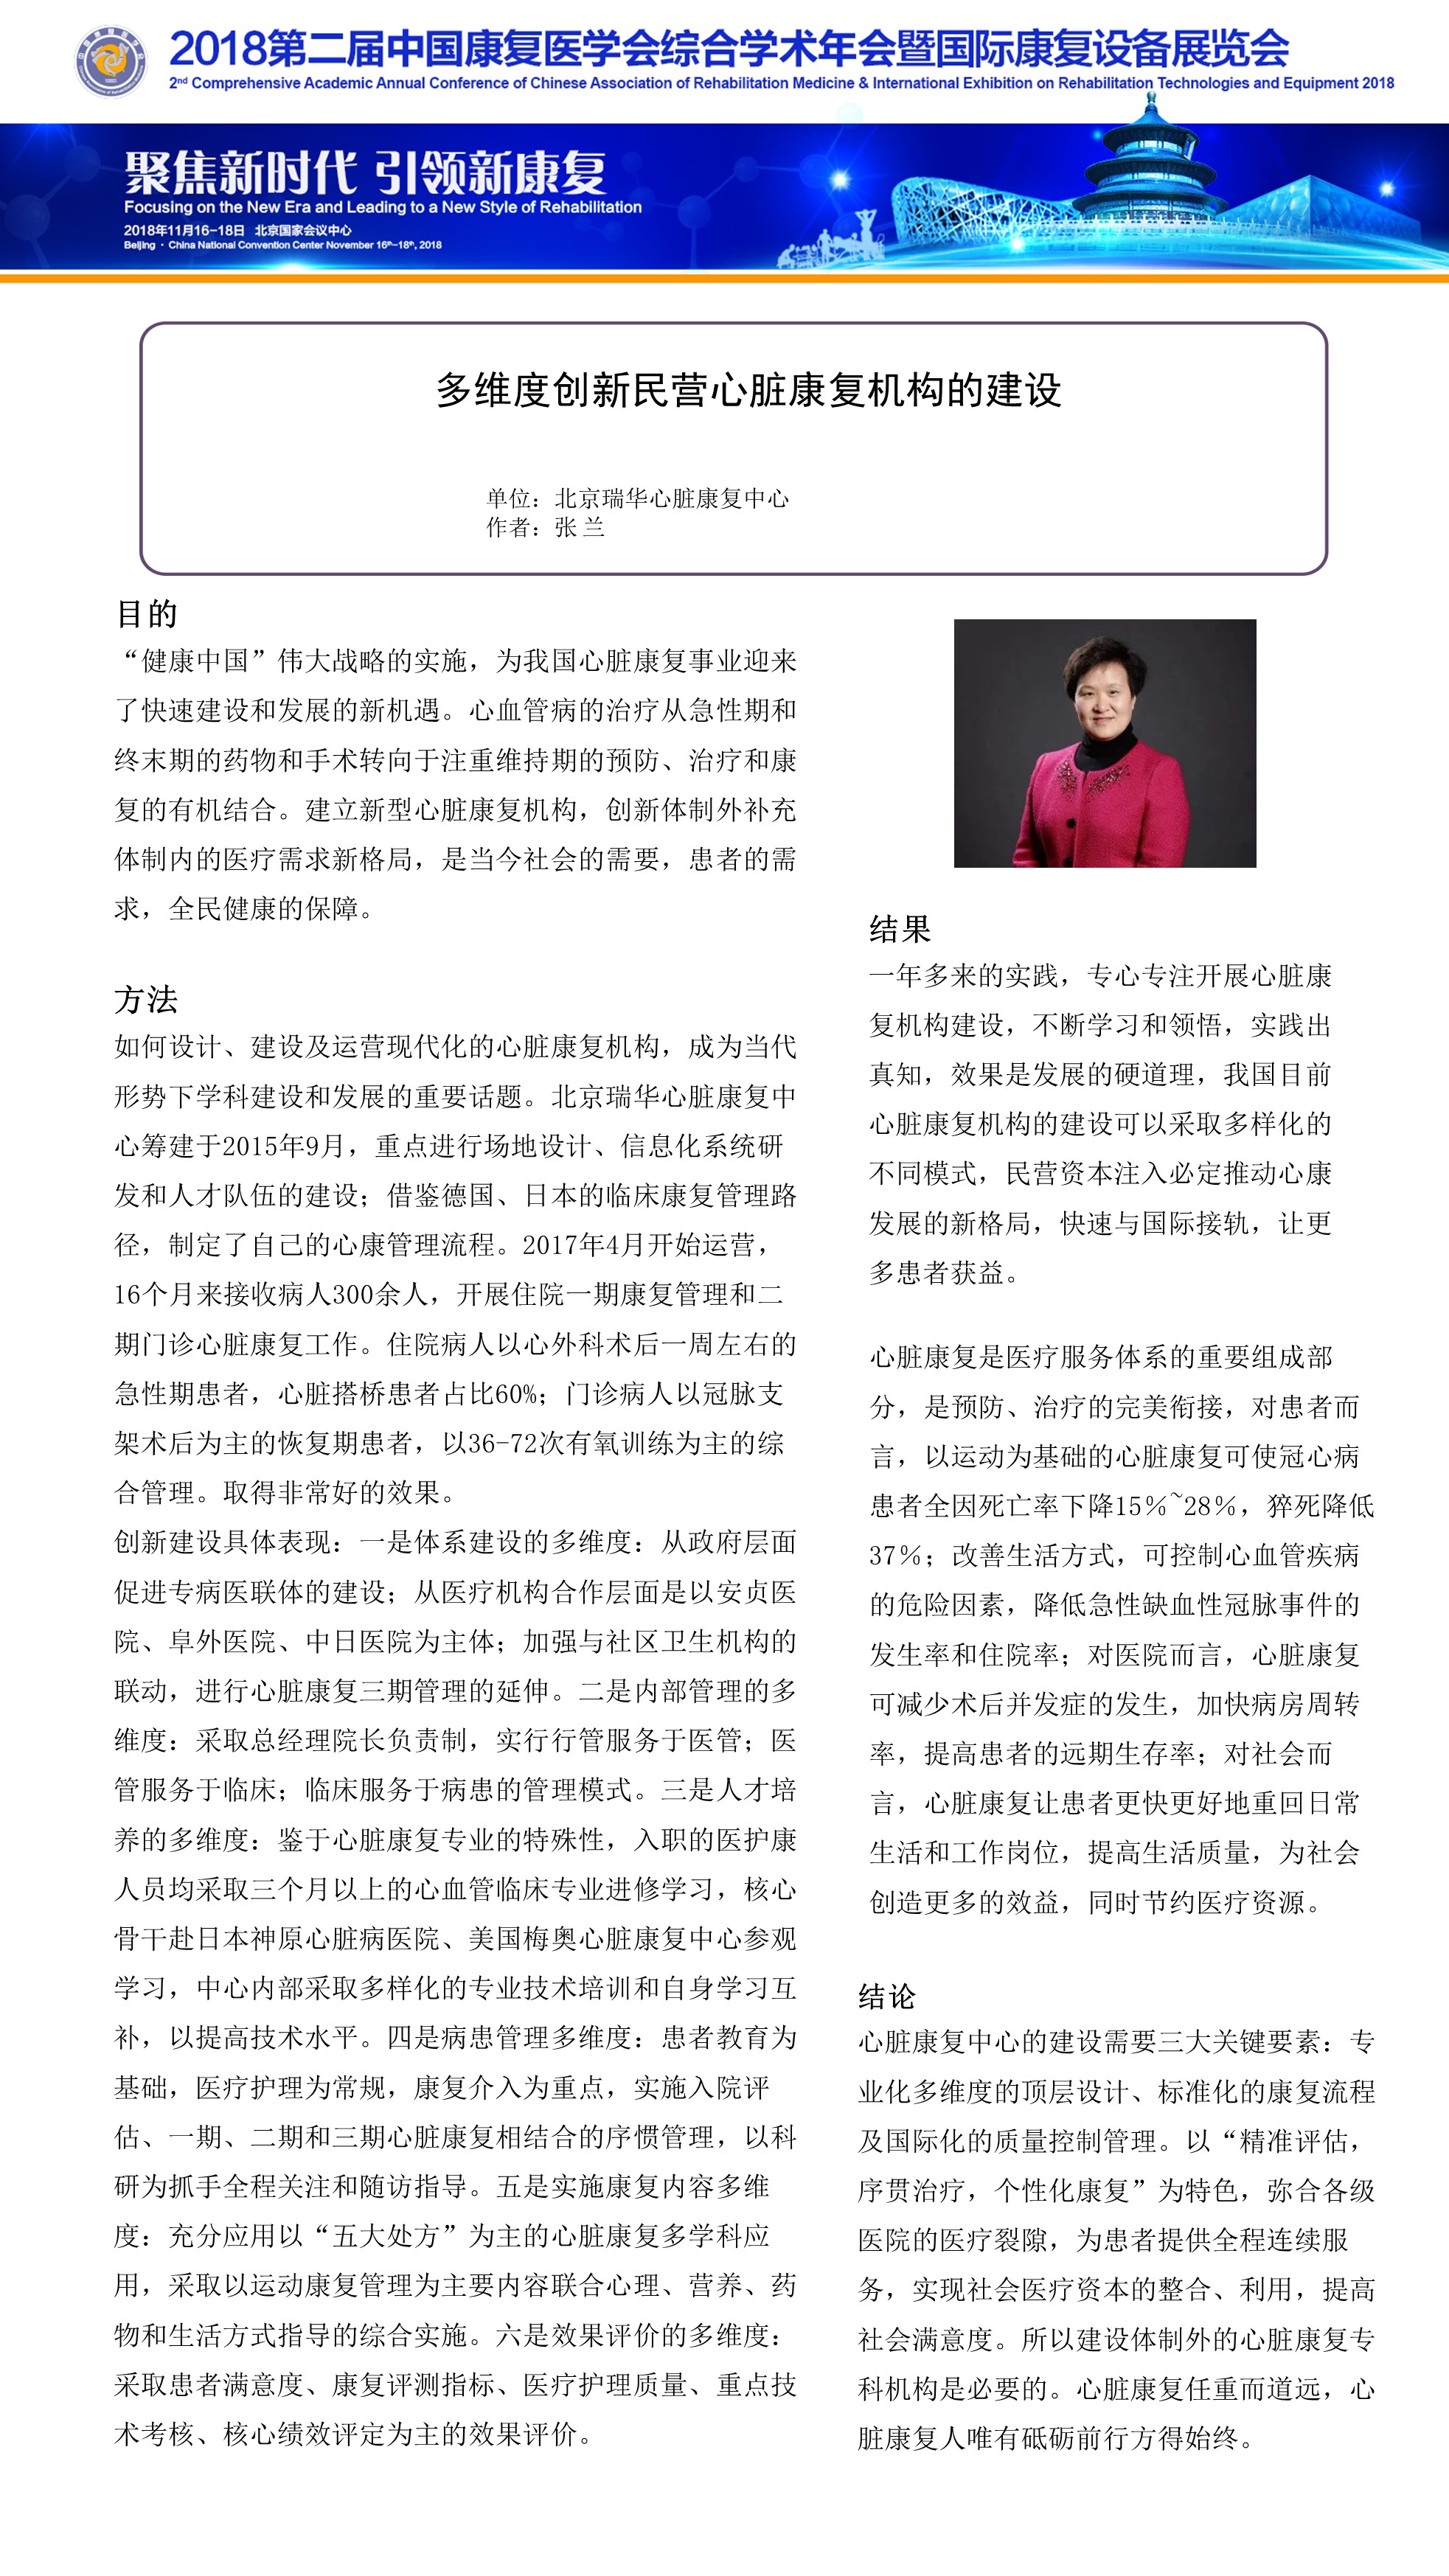 2018第二届中国康复医学会综合学术年会暨国际康复设备展览会
2nd Comprehensive Academic Annual Conference of Chinese Association of Rehabilitation Medicine & International Exhibition on Rehabilitation Technologies and Equipment 2018
聚焦新时代 引领新康复
Focusing on the New Era and Leading to a New Style of Rehabilitation
2018年11月16-18日 北京国家会议中心
Beijing · China National Convention Center November 16th-18th, 2018
多维度创新民营心脏康复机构的建设
单位：北京瑞华心脏康复中心
作者：张 兰
目的
“健康中国”伟大战略的实施，为我国心脏康复事业迎来
了快速建设和发展的新机遇。心血管病的治疗从急性期和
终末期的药物和手术转向于注重维持期的预防、治疗和康
复的有机结合。建立新型心脏康复机构，创新体制外补充
体制内的医疗需求新格局，是当今社会的需要，患者的需
求，全民健康的保障。
方法
如何设计、建设及运营现代化的心脏康复机构，成为当代
形势下学科建设和发展的重要话题。北京瑞华心脏康复中
心筹建于2015年9月，重点进行场地设计、信息化系统研
发和人才队伍的建设；借鉴德国、日本的临床康复管理路
径，制定了自己的心康管理流程。2017年4月开始运营，
16个月来接收病人300余人，开展住院一期康复管理和二
期门诊心脏康复工作。住院病人以心外科术后一周左右的
急性期患者，心脏搭桥患者占比60%；门诊病人以冠脉支
架术后为主的恢复期患者，以36-72次有氧训练为主的综
合管理。取得非常好的效果。
创新建设具体表现：一是体系建设的多维度：从政府层面
促进专病医联体的建设；从医疗机构合作层面是以安贞医
院、阜外医院、中日医院为主体；加强与社区卫生机构的
联动，进行心脏康复三期管理的延伸。二是内部管理的多
维度：采取总经理院长负责制，实行行管服务于医管；医
管服务于临床；临床服务于病患的管理模式。三是人才培
养的多维度：鉴于心脏康复专业的特殊性，入职的医护康
人员均采取三个月以上的心血管临床专业进修学习，核心
骨干赴日本神原心脏病医院、美国梅奥心脏康复中心参观
学习，中心内部采取多样化的专业技术培训和自身学习互
补，以提高技术水平。四是病患管理多维度：患者教育为
基础，医疗护理为常规，康复介入为重点，实施入院评
估、一期、二期和三期心脏康复相结合的序惯管理，以科
研为抓手全程关注和随访指导。五是实施康复内容多维
度：充分应用以“五大处方”为主的心脏康复多学科应
用，采取以运动康复管理为主要内容联合心理、营养、药
物和生活方式指导的综合实施。六是效果评价的多维度：
采取患者满意度、康复评测指标、医疗护理质量、重点技
术考核、核心绩效评定为主的效果评价。
结果
一年多来的实践，专心专注开展心脏康
复机构建设，不断学习和领悟，实践出
真知，效果是发展的硬道理，我国目前
心脏康复机构的建设可以采取多样化的
不同模式，民营资本注入必定推动心康
发展的新格局，快速与国际接轨，让更
多患者获益。
心脏康复是医疗服务体系的重要组成部
分，是预防、治疗的完美衔接，对患者而
言，以运动为基础的心脏康复可使冠心病
患者全因死亡率下降15%~28%，猝死降低
37%；改善生活方式，可控制心血管疾病
的危险因素，降低急性缺血性冠脉事件的
发生率和住院率；对医院而言，心脏康复
可减少术后并发症的发生，加快病房周转
率，提高患者的远期生存率；对社会而
言，心脏康复让患者更快更好地重回日常
生活和工作岗位，提高生活质量，为社会
创造更多的效益，同时节约医疗资源。
结论
心脏康复中心的建设需要三大关键要素：专
业化多维度的顶层设计、标准化的康复流程
及国际化的质量控制管理。以“精准评估，
序贯治疗，个性化康复”为特色，弥合各级
医院的医疗裂隙，为患者提供全程连续服
务，实现社会医疗资本的整合、利用，提高
社会满意度。所以建设体制外的心脏康复专
科机构是必要的。心脏康复任重而道远，心
脏康复人唯有砥砺前行方得始终。